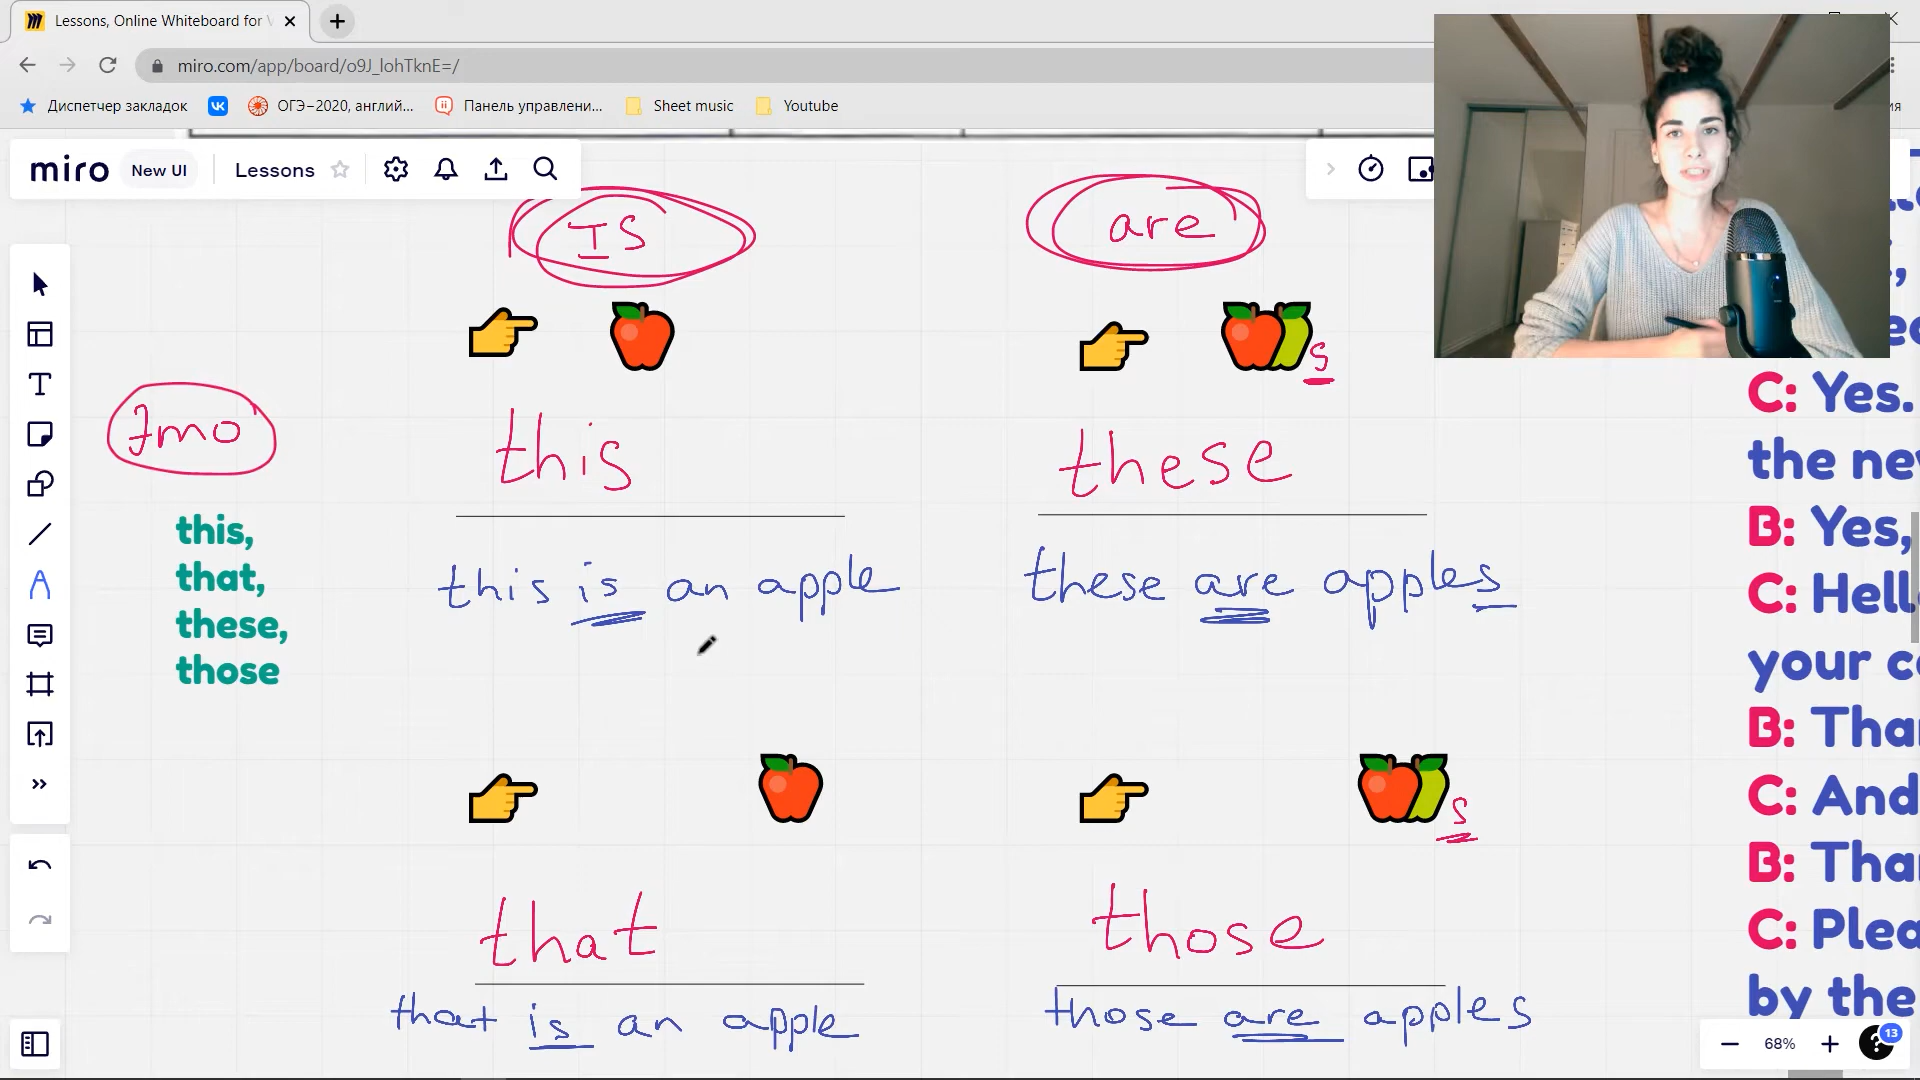 Lessons, Online Whiteboard for
miro.com/app/board/o9J_lohTknE=/
Диспетчер закладок
ОГЭ-2020, англий...
Панель управлени...
Sheet music
Youtube
miro
New UI
Lessons
IS
are
s
Это
this
these
this,
that,
these,
those
this is an apple
these are apples
s
that
those
that is an apple
those are apples
C: Yes.
the ne
B: Yes,
C: Hell
your c
B: Tha
C: And
B: Tha
C: Plea
by the
68%
13